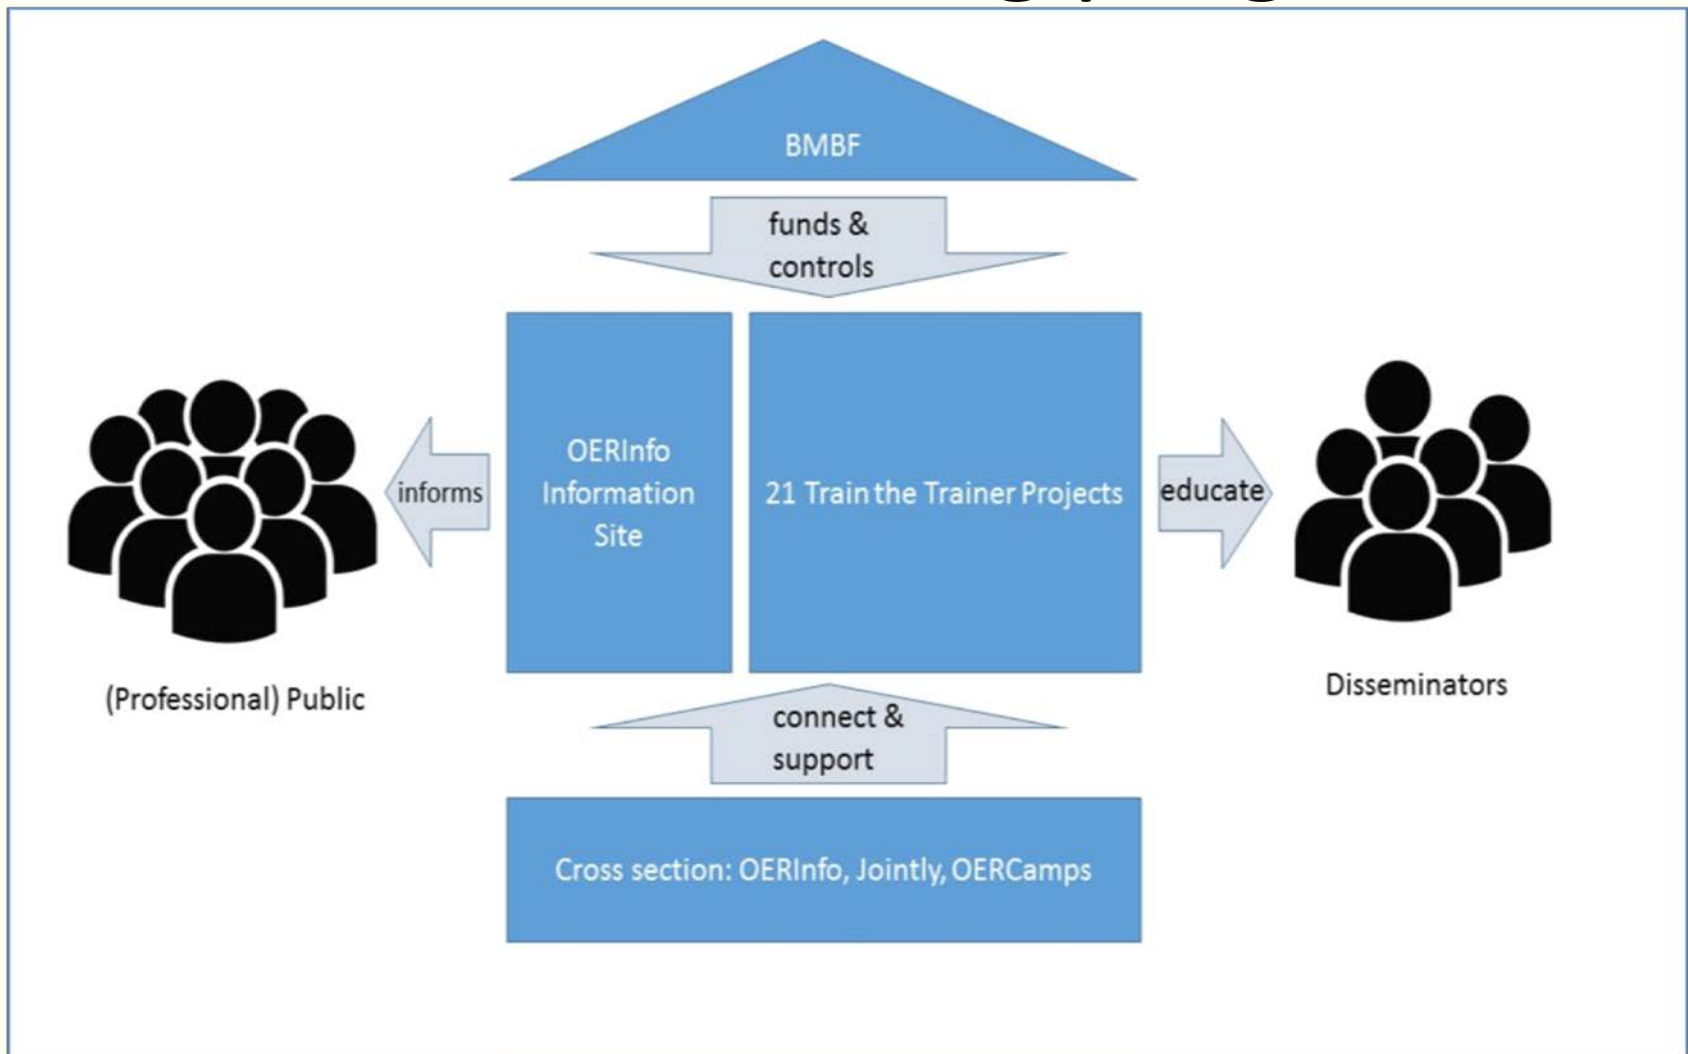 BMBF
funds &
controls
OERInfo
Information
Site
21 Train the Trainer Projects
informs
educate
(Professional) Public
Disseminators
connect &
support
Cross section: OERInfo, Jointly, OERCamps